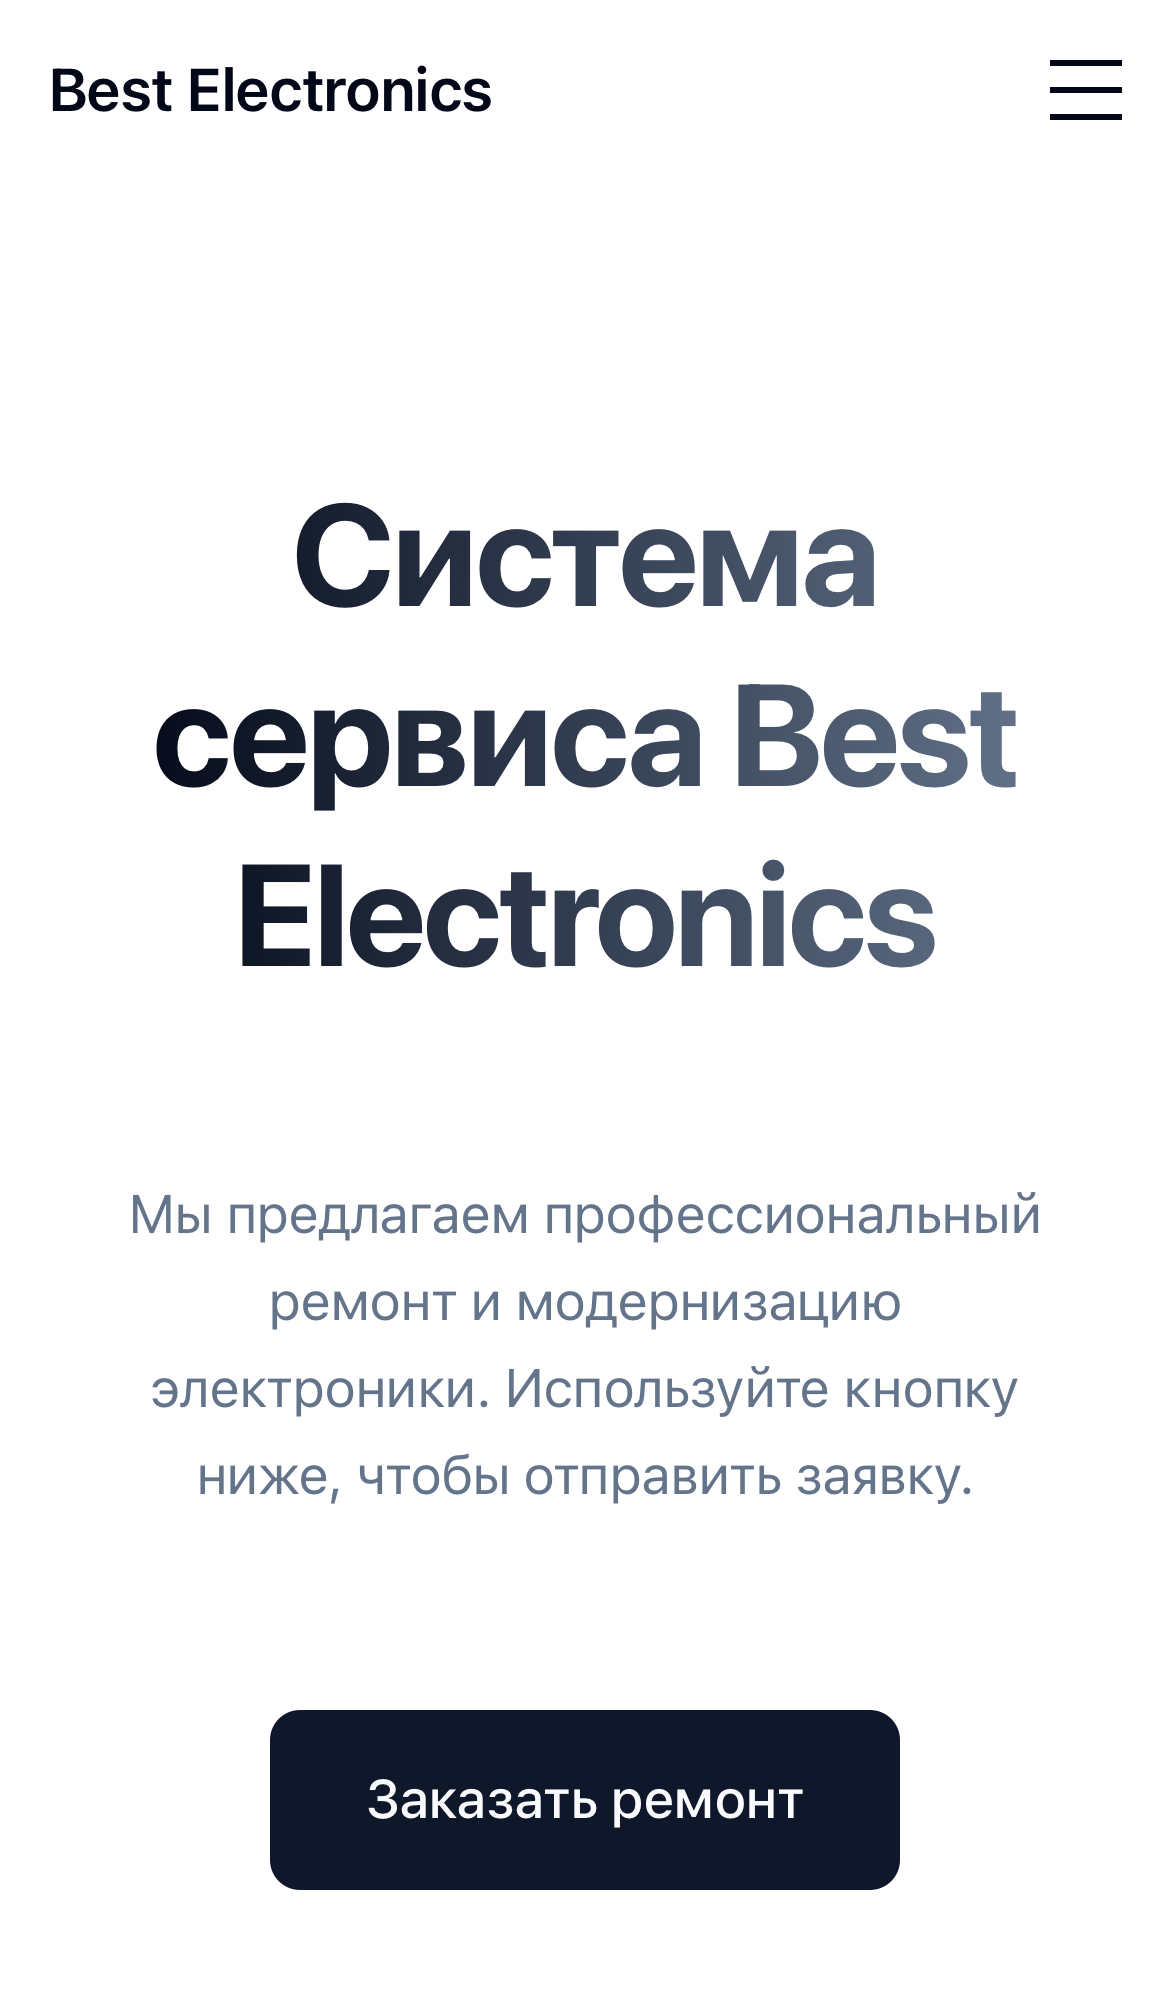 Best Electronics
Система
сервиса Best
Electronics
Мы предлагаем профессиональный
ремонт и модернизацию
электроники. Используйте кнопку
ниже, чтобы отправить заявку.
Заказать ремонт